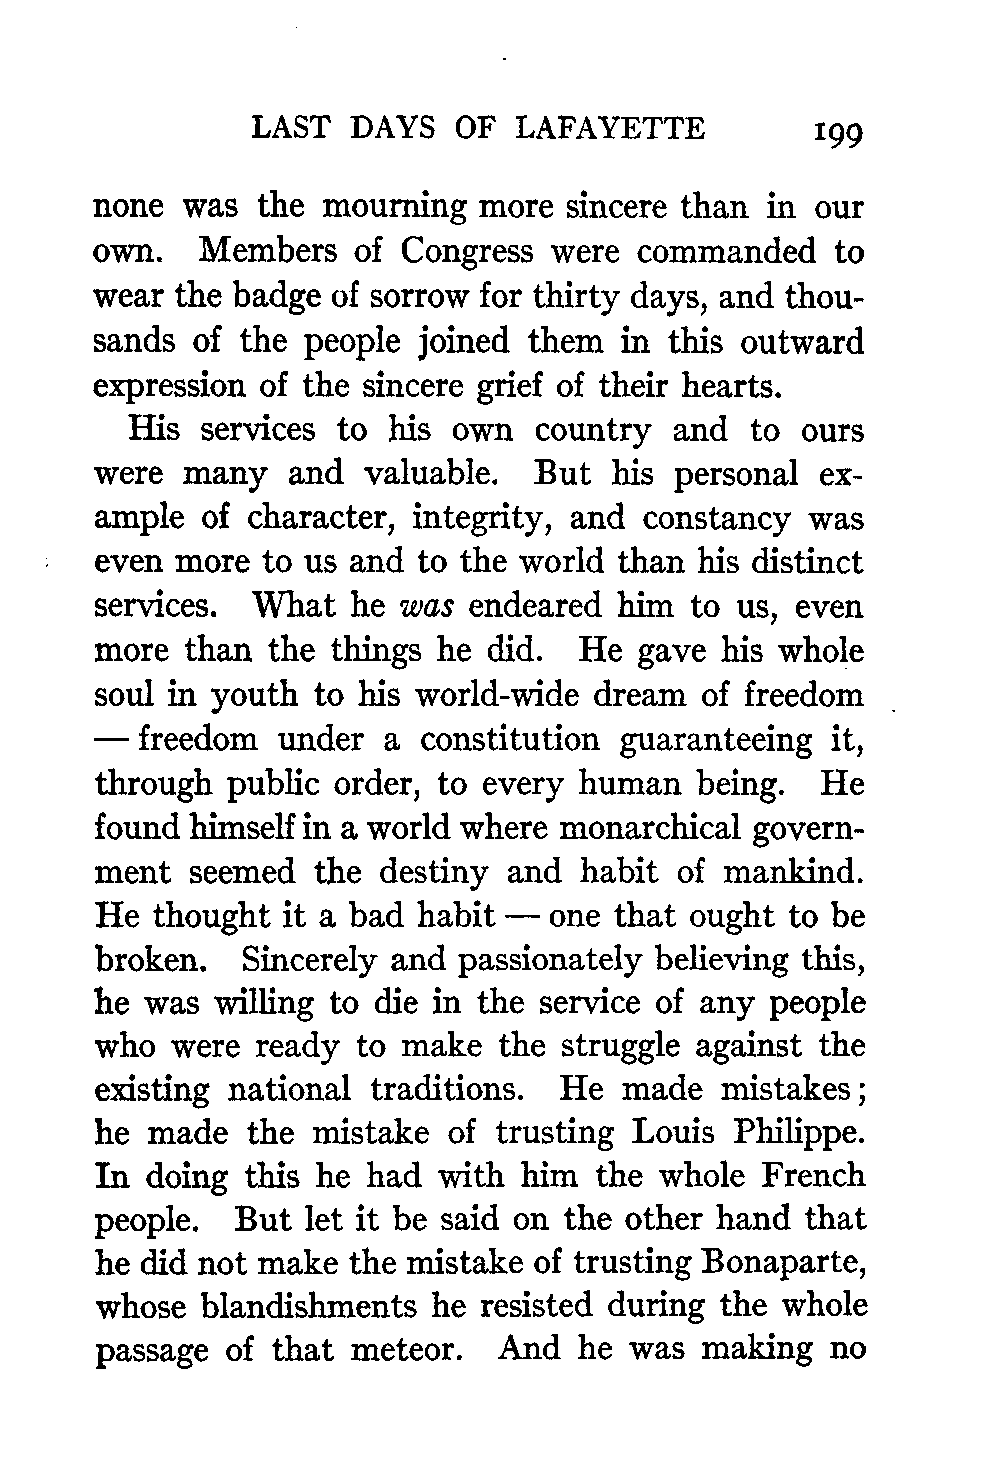 LAST DAYS OF LAFAYETTE 199
none was the mourning more sincere than in our
own. Members of Congress were commanded to
wear the badge of sorrow for thirty days, and thou-
sands of the people joined them in this outward
expression of the sincere grief of their hearts.
His services to his own country and to ours
were many and valuable. But his personal ex-
ample of character, integrity, and constancy was
even more to us and to the world than his distinct
services. What he was endeared him to us, even
more than the things he did. He gave his whole
soul in youth to his world-wide dream of freedom
— freedom under a constitution guaranteeing it,
through public order, to every human being. He
found himself in a world where monarchical govern-
ment seemed the destiny and habit of mankind.
He thought it a bad habit — one that ought to be
broken. Sincerely and passionately believing this,
he was willing to die in the service of any people
who were ready to make the struggle against the
existing national traditions. He made mistakes;
he made the mistake of trusting Louis Philippe.
In doing this he had with him the whole French
people. But let it be said on the other hand that
he did not make the mistake of trusting Bonaparte,
whose blandishments he resisted during the whole
passage of that meteor. And he was making no